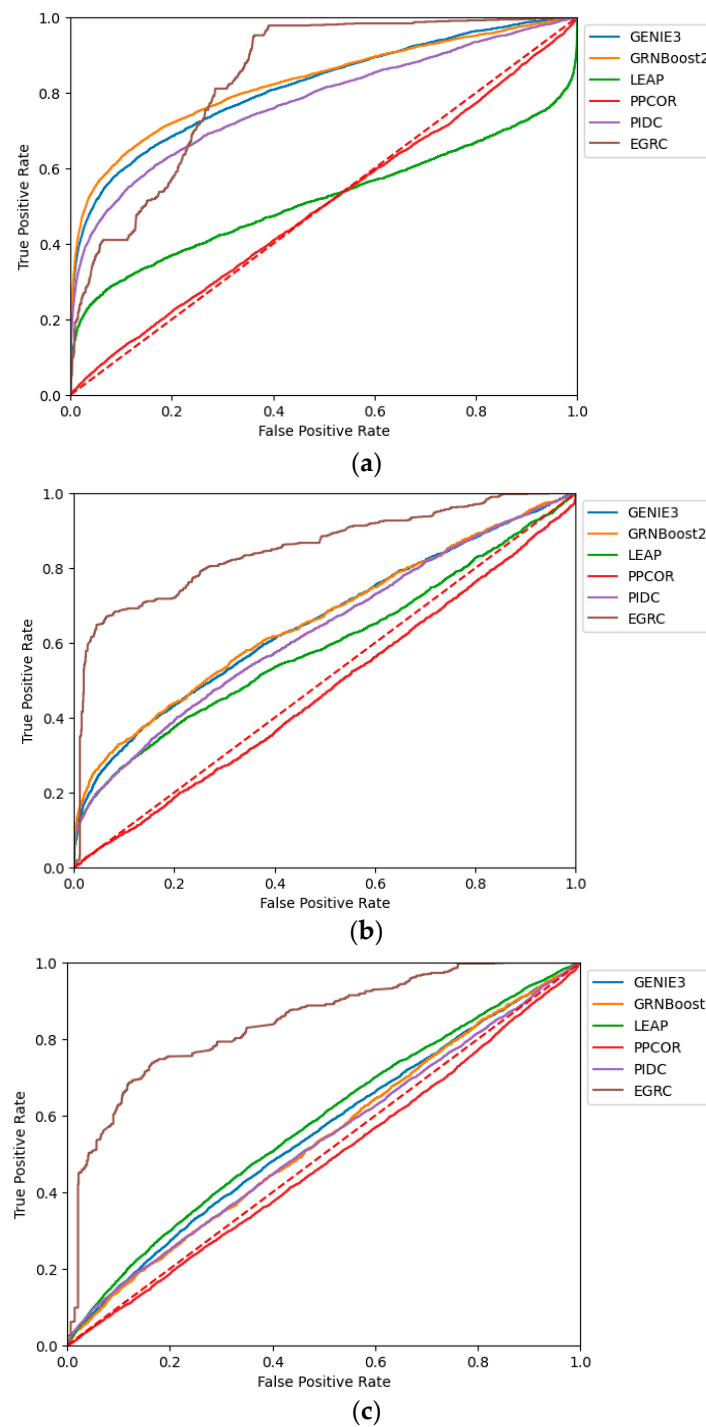 1.0
0.8
0.6
0.4
0.2
0.0
True Positive Rate
0.0 0.2 0.4 0.6 0.8 1.0
False Positive Rate
GENIE3
GRNBoost2
LEAP
PPCOR
PIDC
EGRC
(a)
1.0
0.8
0.6
0.4
0.2
0.0
True Positive Rate
0.0 0.2 0.4 0.6 0.8 1.0
False Positive Rate
GENIE3
GRNBoost2
LEAP
PPCOR
PIDC
EGRC
(b)
1.0
0.8
0.6
0.4
0.2
0.0
True Positive Rate
0.0 0.2 0.4 0.6 0.8 1.0
False Positive Rate
GENIE3
GRNBoost
LEAP
PPCOR
PIDC
EGRC
(c)